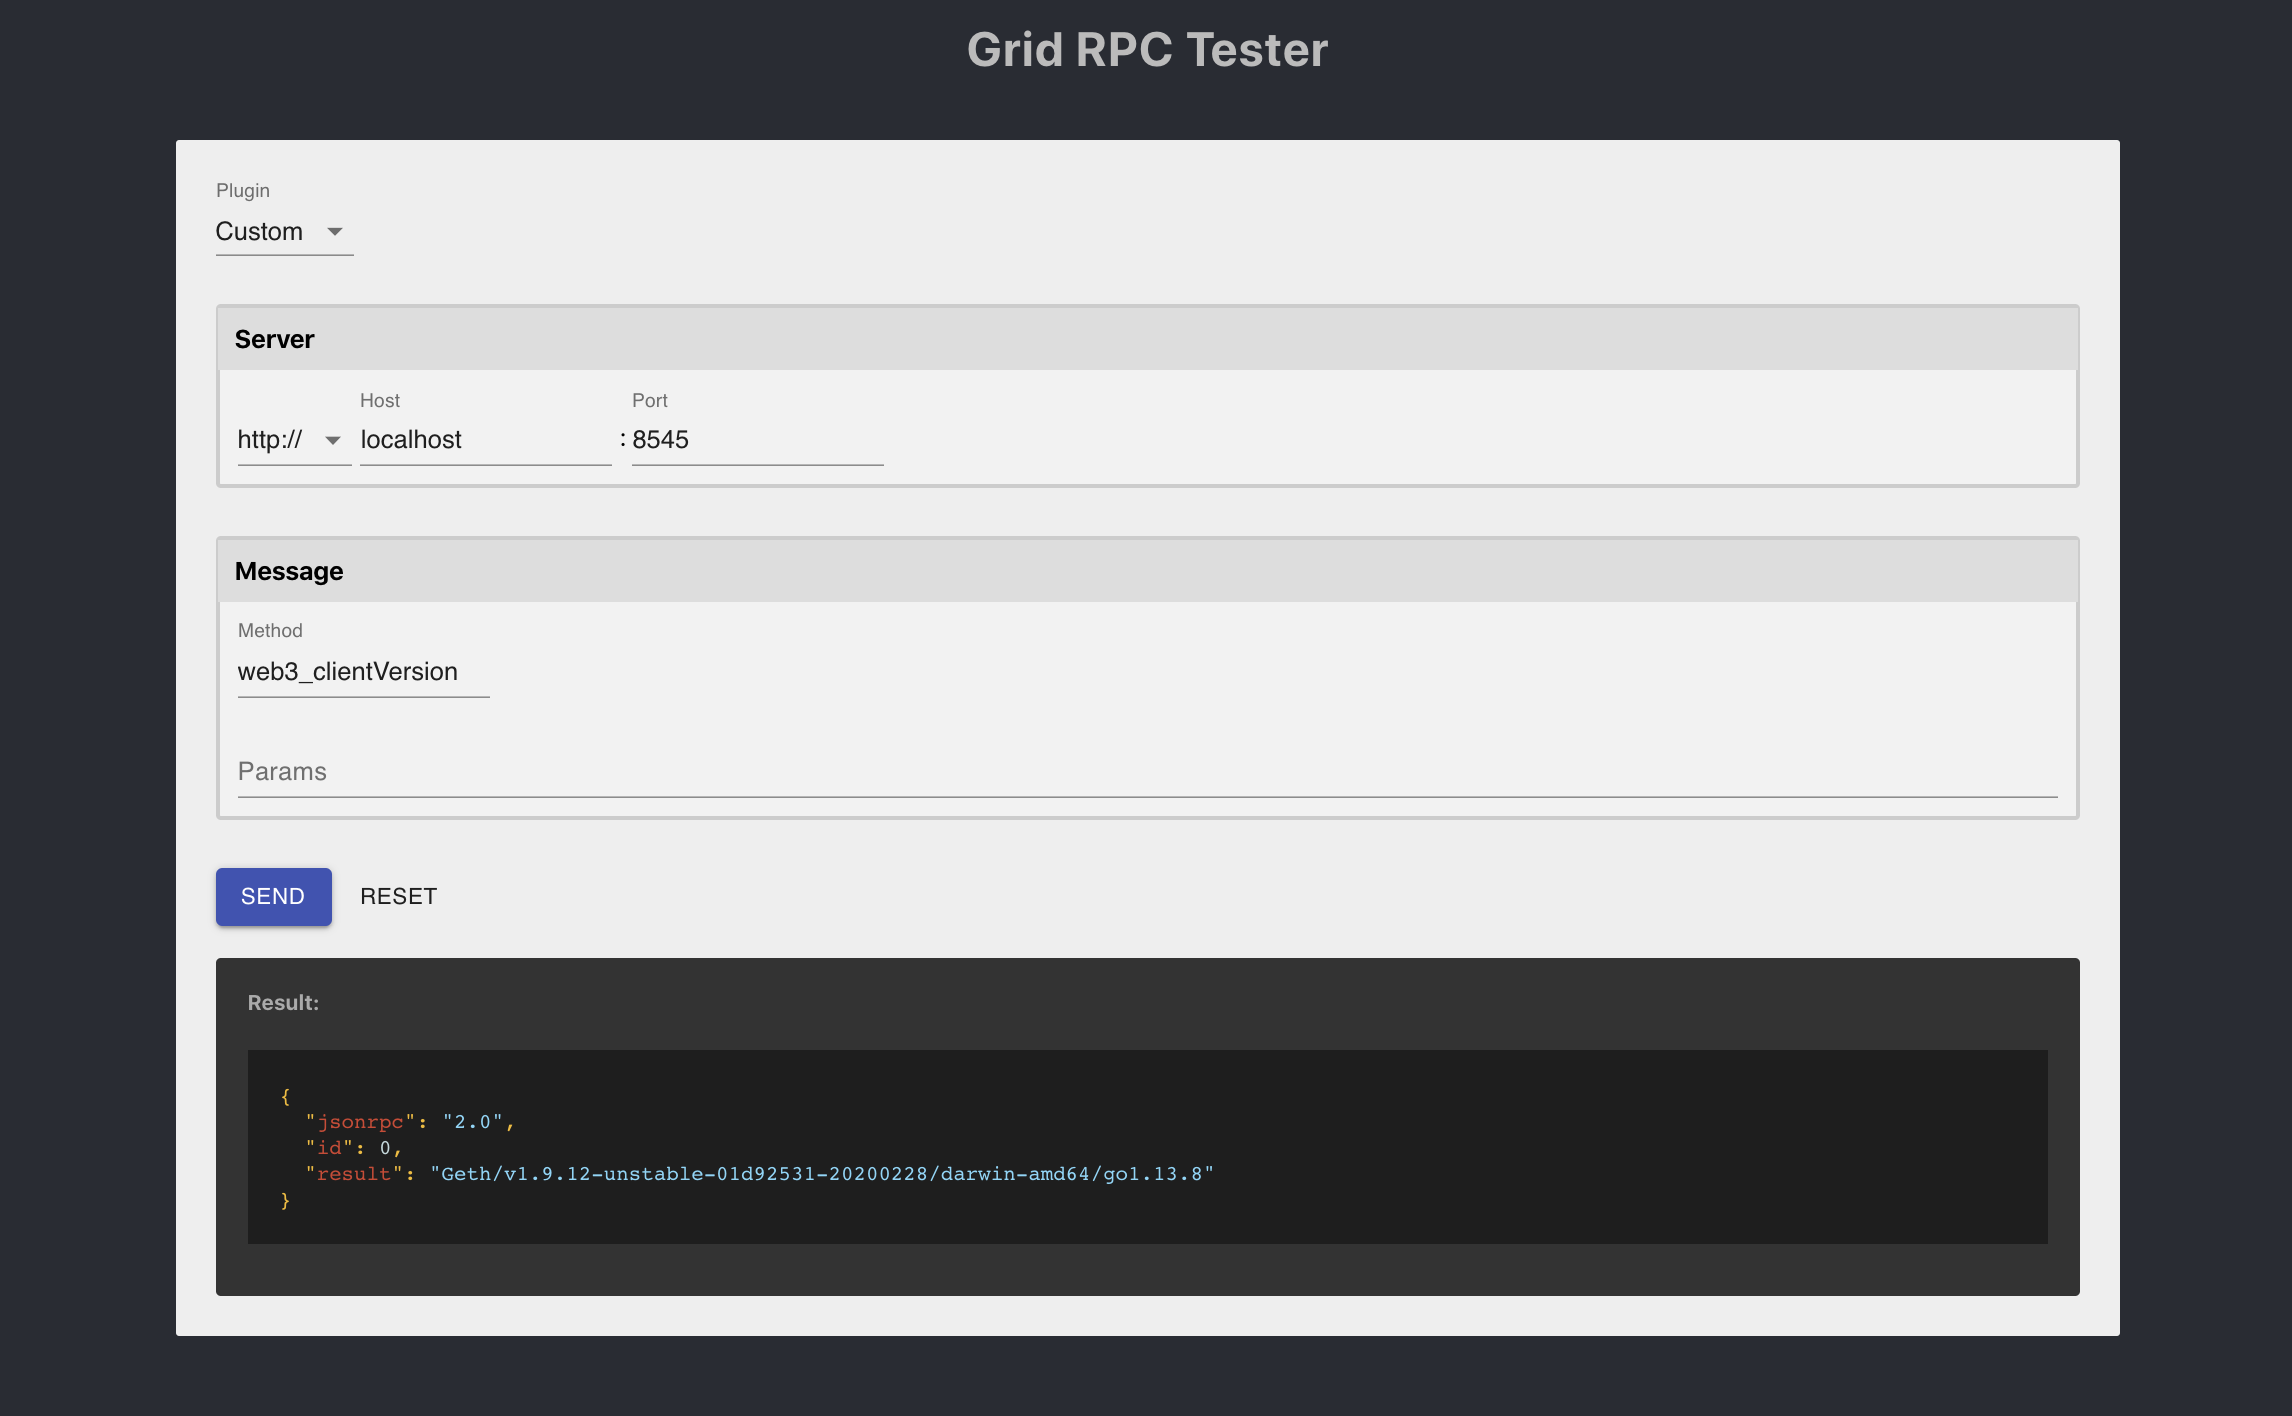 Grid RPC Tester
Plugin
Custom
Server
Host Port
http:// localhost : 8545
Message
Method
web3_clientVersion
Params
SEND RESET
Result:
{
  "jsonrpc": "2.0",
  "id": 0,
  "result": "Geth/v1.9.12-unstable-01d92531-20200228/darwin-amd64/go1.13.8"
}